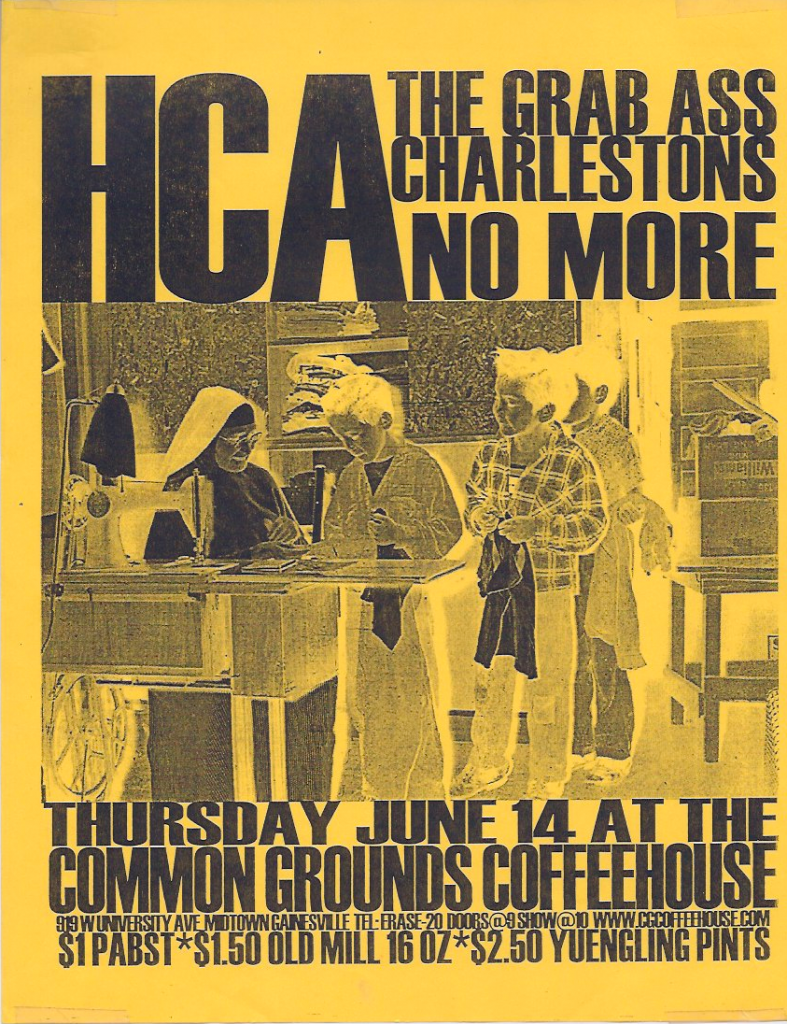 HCA
THE GRAB ASS
CHARLESTONS
NO MORE
Williams
THURSDAY JUNE 14 AT THE
COMMON GROUNDS COFFEEHOUSE
919 W UNIVERSITY AVE MIDTOWN GAINESVILLE TEL: ERASE-20 DOORS@9 SHOW@10 WWW.CGCOFFEEHOUSE.COM
$1 PABST*$1.50 OLD MILL 16 OZ*$2.50 YUENGLING PINTS